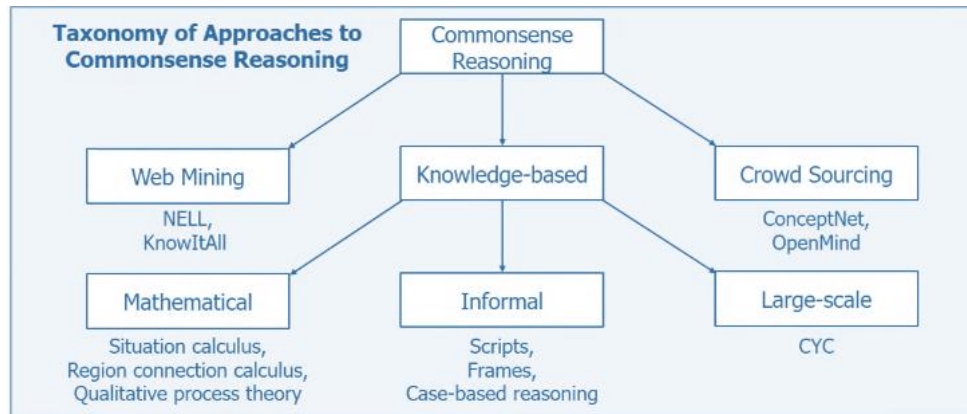 Taxonomy of Approaches to
Commonsense Reasoning
Commonsense
Reasoning
Web Mining
NELL,
KnowItAll
Knowledge-based
Crowd Sourcing
ConceptNet,
OpenMind
Mathematical
Situation calculus,
Region connection calculus,
Qualitative process theory
Informal
Scripts,
Frames,
Case-based reasoning
Large-scale
CYC